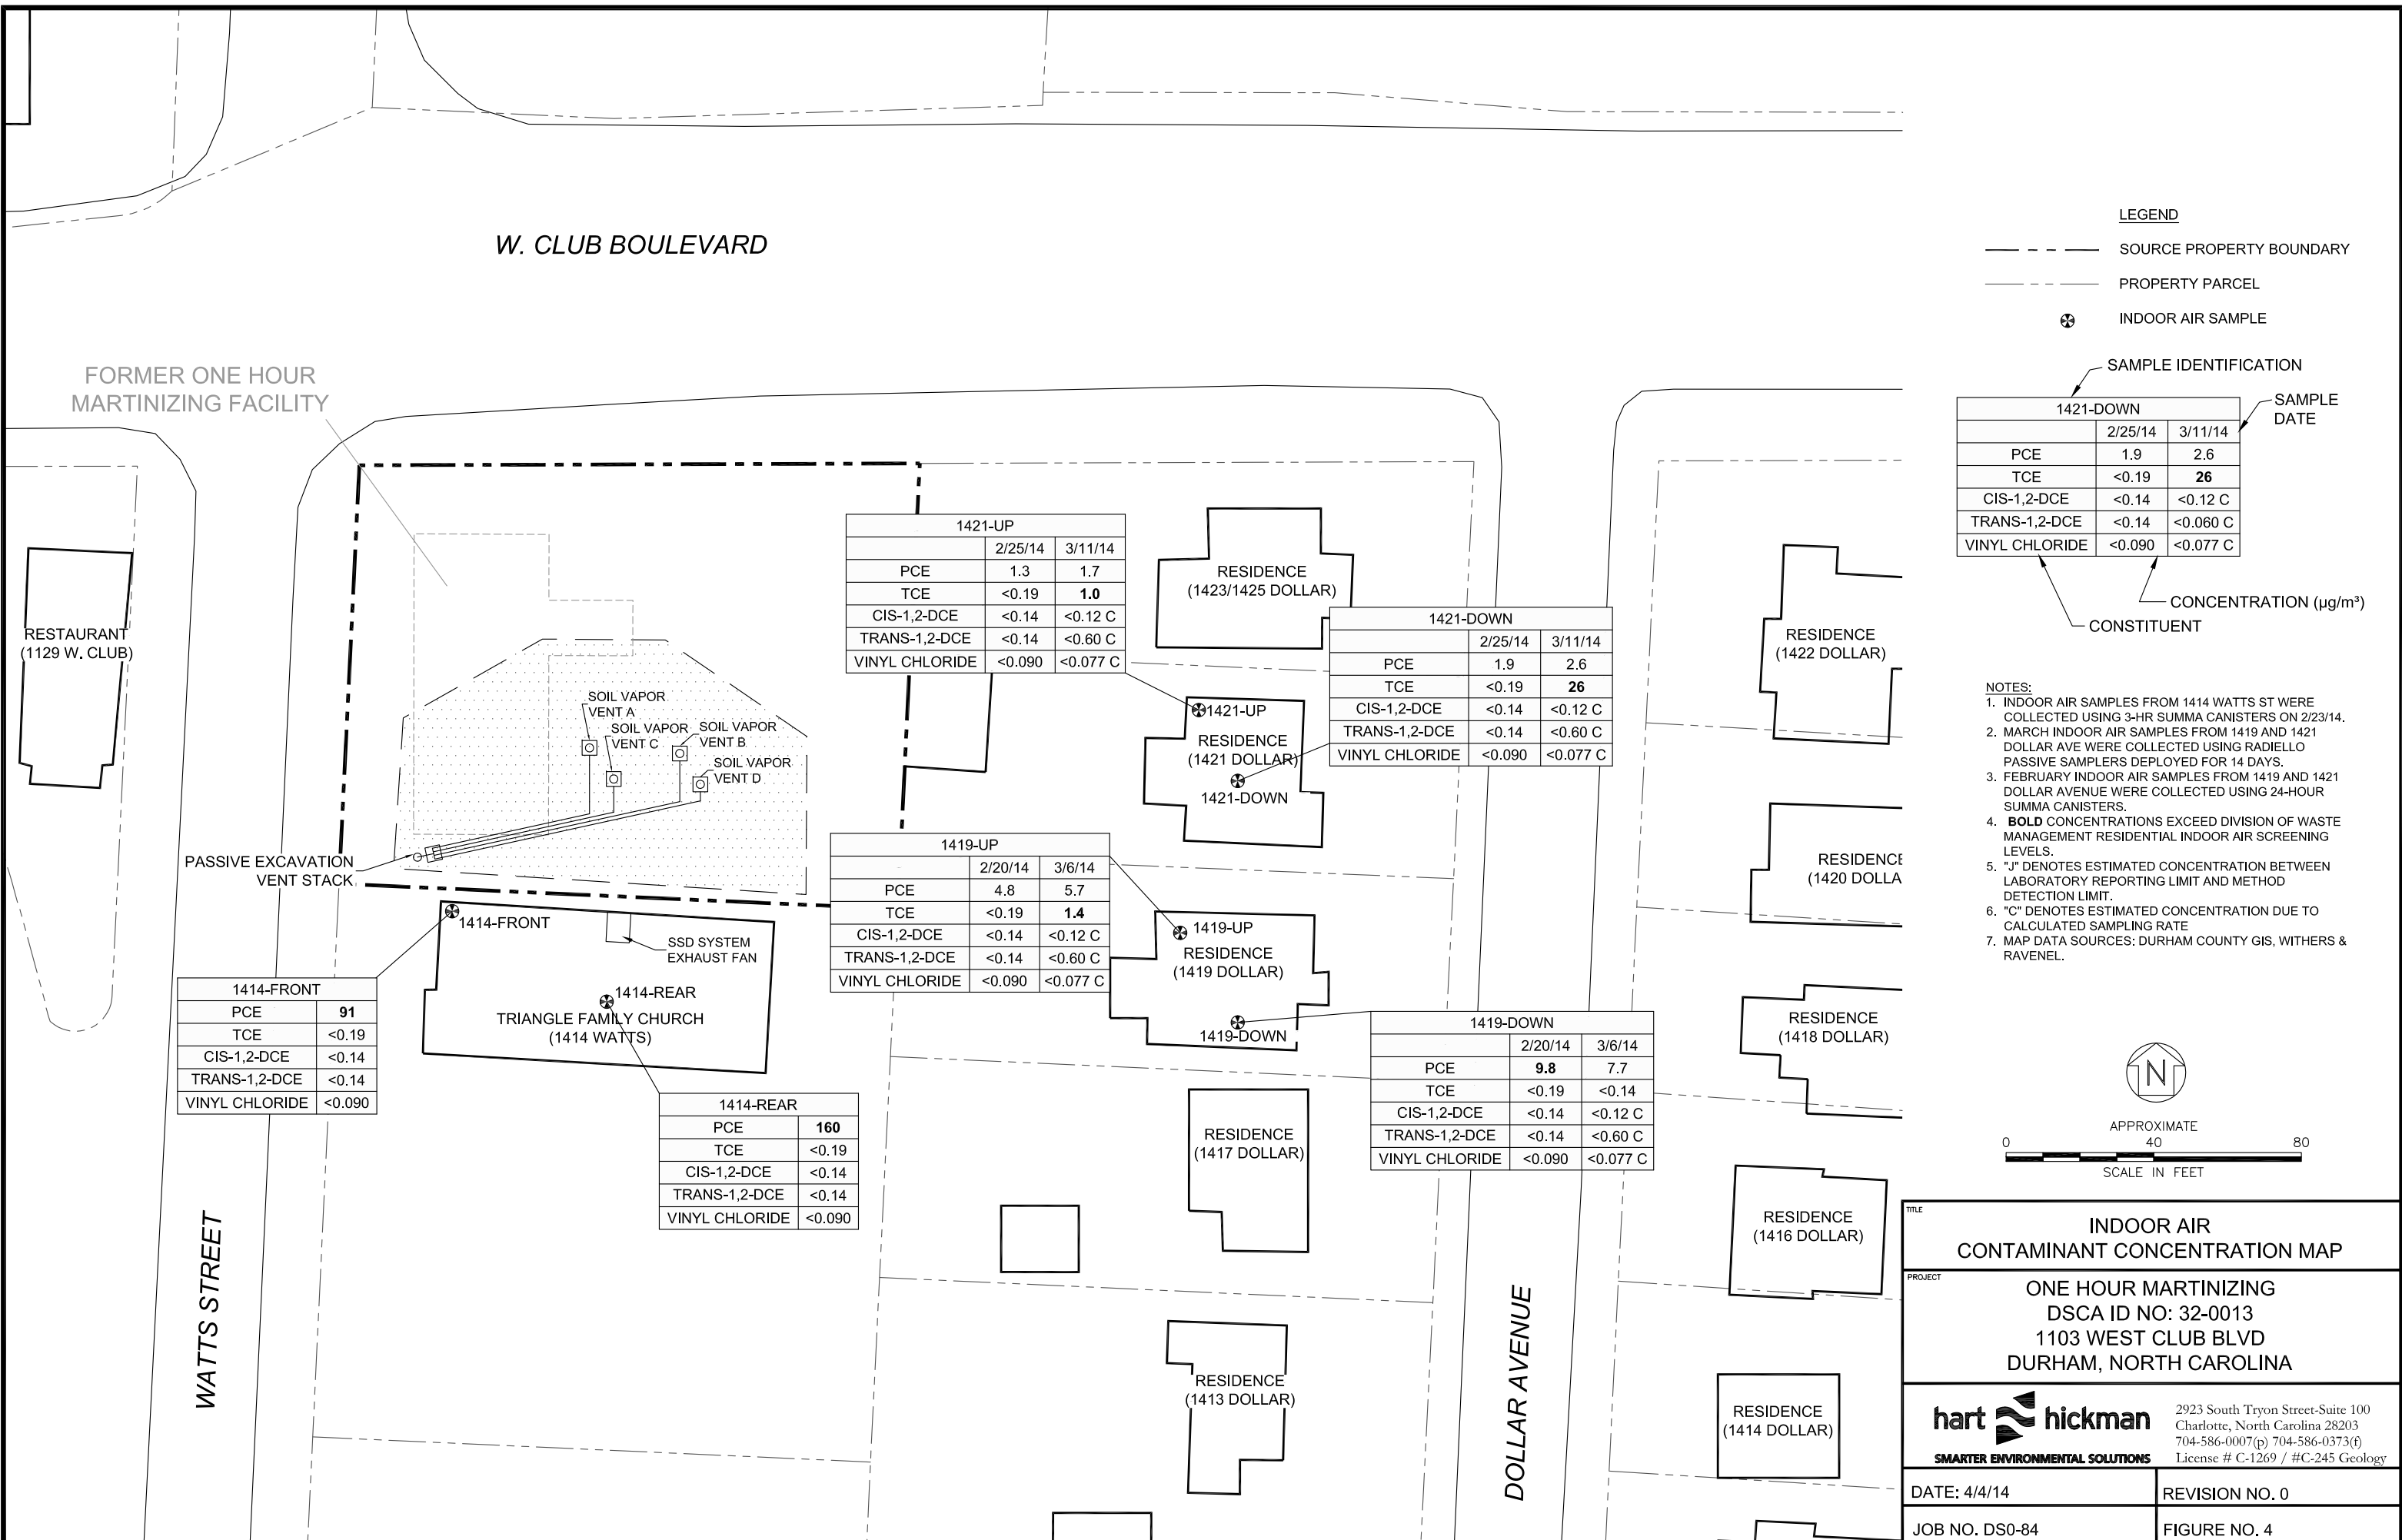 W. CLUB BOULEVARD
FORMER ONE HOUR
MARTINIZING FACILITY
RESTAURANT
(1129 W. CLUB)
SOIL VAPOR
VENT A
SOIL VAPOR
VENT C
SOIL VAPOR
VENT B
SOIL VAPOR
VENT D
PASSIVE EXCAVATION
VENT STACK
1421-UP
2/25/14 3/11/14
PCE 1.3 1.7
TCE <0.19 1.0
CIS-1,2-DCE <0.14 <0.12 C
TRANS-1,2-DCE <0.14 <0.60 C
VINYL CHLORIDE <0.090 <0.077 C
RESIDENCE
(1423/1425 DOLLAR)
1421-DOWN
2/25/14 3/11/14
PCE 1.9 2.6
TCE <0.19 26
CIS-1,2-DCE <0.14 <0.12 C
TRANS-1,2-DCE <0.14 <0.60 C
VINYL CHLORIDE <0.090 <0.077 C
1421-UP
RESIDENCE
(1421 DOLLAR)
1421-DOWN
1419-UP
2/20/14 3/6/14
PCE 4.8 5.7
TCE <0.19 1.4
CIS-1,2-DCE <0.14 <0.12 C
TRANS-1,2-DCE <0.14 <0.60 C
VINYL CHLORIDE <0.090 <0.077 C
1419-UP
RESIDENCE
(1419 DOLLAR)
1419-DOWN
1414-FRONT
SSD SYSTEM
EXHAUST FAN
1414-REAR
TRIANGLE FAMILY CHURCH
(1414 WATTS)
1414-FRONT
PCE 91
TCE <0.19
CIS-1,2-DCE <0.14
TRANS-1,2-DCE <0.14
VINYL CHLORIDE <0.090
1414-REAR
PCE 160
TCE <0.19
CIS-1,2-DCE <0.14
TRANS-1,2-DCE <0.14
VINYL CHLORIDE <0.090
1419-DOWN
2/20/14 3/6/14
PCE 9.8 7.7
TCE <0.19 <0.14
CIS-1,2-DCE <0.14 <0.12 C
TRANS-1,2-DCE <0.14 <0.60 C
VINYL CHLORIDE <0.090 <0.077 C
RESIDENCE
(1417 DOLLAR)
RESIDENCE
(1413 DOLLAR)
RESIDENCE
(1422 DOLLAR)
RESIDENCE
(1420 DOLLA
RESIDENCE
(1418 DOLLAR)
RESIDENCE
(1416 DOLLAR)
RESIDENCE
(1414 DOLLAR)
WATTS STREET
DOLLAR AVENUE
LEGEND
SOURCE PROPERTY BOUNDARY
PROPERTY PARCEL
INDOOR AIR SAMPLE
SAMPLE IDENTIFICATION
SAMPLE
DATE
1421-DOWN
2/25/14 3/11/14
PCE 1.9 2.6
TCE <0.19 26
CIS-1,2-DCE <0.14 <0.12 C
TRANS-1,2-DCE <0.14 <0.060 C
VINYL CHLORIDE <0.090 <0.077 C
CONCENTRATION (µg/m³)
CONSTITUENT
NOTES:
1. INDOOR AIR SAMPLES FROM 1414 WATTS ST WERE
COLLECTED USING 3-HR SUMMA CANISTERS ON 2/23/14.
2. MARCH INDOOR AIR SAMPLES FROM 1419 AND 1421
DOLLAR AVE WERE COLLECTED USING RADIELLO
PASSIVE SAMPLERS DEPLOYED FOR 14 DAYS.
3. FEBRUARY INDOOR AIR SAMPLES FROM 1419 AND 1421
DOLLAR AVENUE WERE COLLECTED USING 24-HOUR
SUMMA CANISTERS.
4. BOLD CONCENTRATIONS EXCEED DIVISION OF WASTE
MANAGEMENT RESIDENTIAL INDOOR AIR SCREENING
LEVELS.
5. "J" DENOTES ESTIMATED CONCENTRATION BETWEEN
LABORATORY REPORTING LIMIT AND METHOD
DETECTION LIMIT.
6. "C" DENOTES ESTIMATED CONCENTRATION DUE TO
CALCULATED SAMPLING RATE
7. MAP DATA SOURCES: DURHAM COUNTY GIS, WITHERS &
RAVENEL.
N
APPROXIMATE
0 40 80
SCALE IN FEET
TITLE
INDOOR AIR
CONTAMINANT CONCENTRATION MAP
PROJECT
ONE HOUR MARTINIZING
DSCA ID NO: 32-0013
1103 WEST CLUB BLVD
DURHAM, NORTH CAROLINA
hart hickman
SMARTER ENVIRONMENTAL SOLUTIONS
2923 South Tryon Street-Suite 100
Charlotte, North Carolina 28203
704-586-0007(p) 704-586-0373(f)
License # C-1269 / #C-245 Geology
DATE: 4/4/14
REVISION NO. 0
JOB NO. DS0-84
FIGURE NO. 4